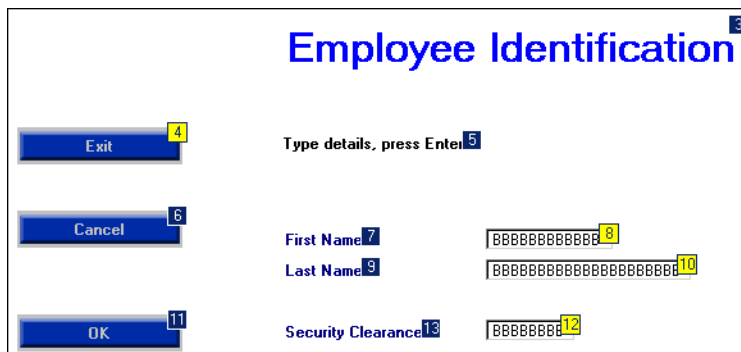 Employee Identification 3
Exit 4 Type details, press Enter 5
Cancel 6
First Name 7 BBBBBBBBBBBB 8
Last Name 9 BBBBBBBBBBBBBBBBBBBB 10
OK 11 Security Clearance 13 BBBBBBBB 12